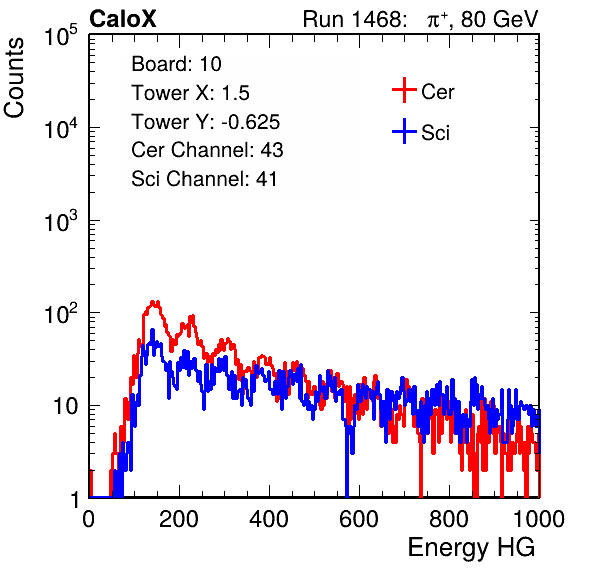 CaloX Run 1468: π⁺, 80 GeV
Counts
10⁵
Board: 10
Tower X: 1.5
Tower Y: -0.625
Cer Channel: 43
Sci Channel: 41
Cer
Sci
10⁴
10³
10²
10
1
0 200 400 600 800 1000
Energy HG